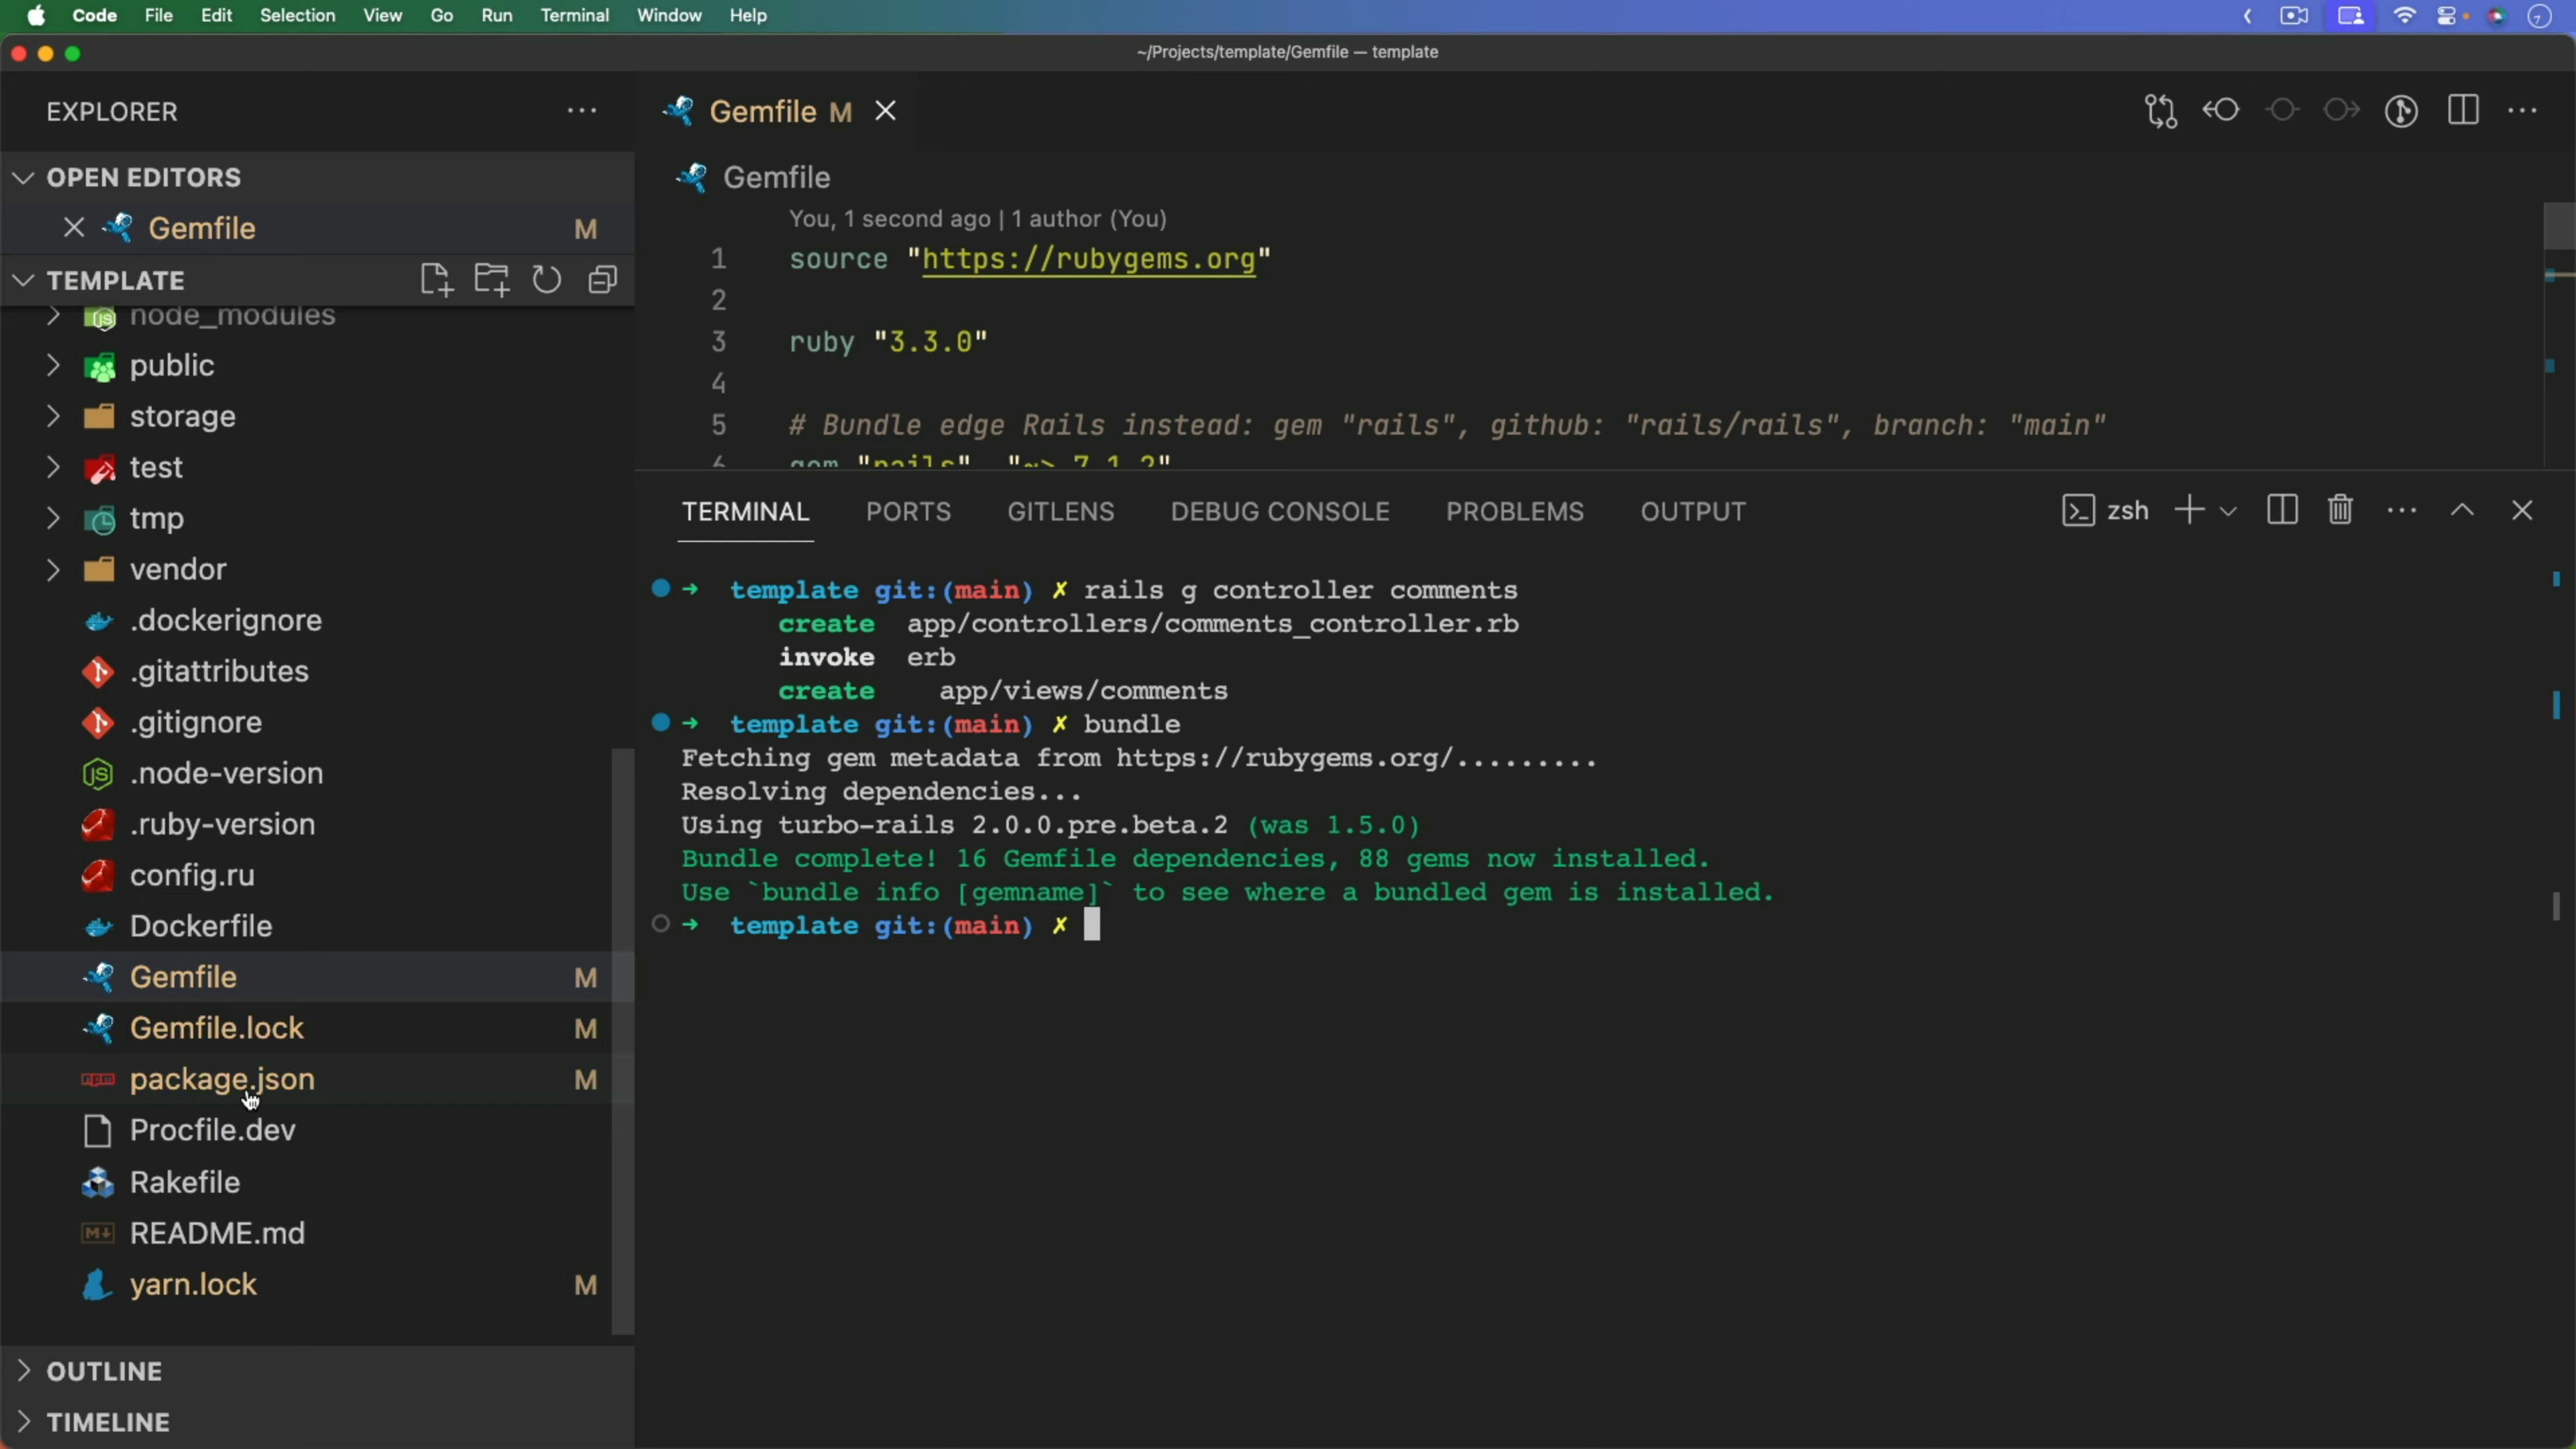 Code File Edit Selection View Go Run Terminal Window Help
~/Projects/template/Gemfile — template
EXPLORER
OPEN EDITORS
Gemfile M
TEMPLATE
node_modules
public
storage
test
tmp
vendor
.dockerignore
.gitattributes
.gitignore
.node-version
.ruby-version
config.ru
Dockerfile
Gemfile M
Gemfile.lock M
package.json M
Procfile.dev
Rakefile
README.md
yarn.lock M
OUTLINE
TIMELINE
Gemfile M
Gemfile
You, 1 second ago | 1 author (You)
1 source "https://rubygems.org"
2
3 ruby "3.3.0"
4
5 # Bundle edge Rails instead: gem "rails", github: "rails/rails", branch: "main"
6 gem "rails", "~> 7.1.2"
TERMINAL PORTS GITLENS DEBUG CONSOLE PROBLEMS OUTPUT
zsh
➜ template git:(main) ✗ rails g controller comments
create app/controllers/comments_controller.rb
invoke erb
create app/views/comments
➜ template git:(main) ✗ bundle
Fetching gem metadata from https://rubygems.org/.........
Resolving dependencies...
Using turbo-rails 2.0.0.pre.beta.2 (was 1.5.0)
Bundle complete! 16 Gemfile dependencies, 88 gems now installed.
Use `bundle info [gemname]` to see where a bundled gem is installed.
➜ template git:(main) ✗